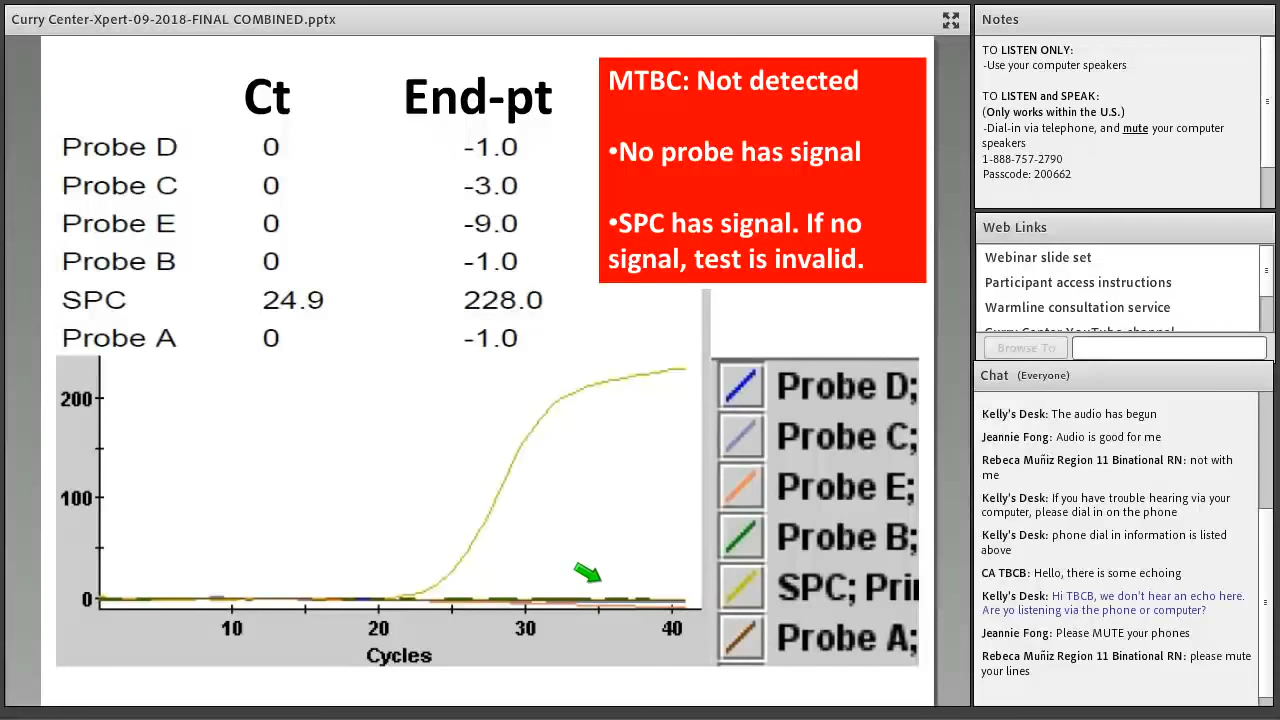 Curry Center-Xpert-09-2018-FINAL COMBINED.pptx
Ct End-pt
Probe D 0 -1.0
Probe C 0 -3.0
Probe E 0 -9.0
Probe B 0 -1.0
SPC 24.9 228.0
Probe A 0 -1.0
MTBC: Not detected
•No probe has signal
•SPC has signal. If no
signal, test is invalid.
200
100
0
10 20 30 40
Cycles
Probe D;
Probe C;
Probe E;
Probe B;
SPC; Pri
Probe A;
Notes
TO LISTEN ONLY:
-Use your computer speakers
TO LISTEN and SPEAK:
(Only works within the U.S.)
-Dial-in via telephone, and mute your computer
speakers
1-888-757-2790
Passcode: 200662
Web Links
Webinar slide set
Participant access instructions
Warmline consultation service
Curry Center YouTube channel
Browse To
Chat (Everyone)
Kelly's Desk: The audio has begun
Jeannie Fong: Audio is good for me
Rebeca Muñiz Region 11 Binational RN: not with
me
Kelly's Desk: If you have trouble hearing via your
computer, please dial in on the phone
Kelly's Desk: phone dial in information is listed
above
CA TBCB: Hello, there is some echoing
Kelly's Desk: Hi TBCB, we don't hear an echo here.
Are yo listening via the phone or computer?
Jeannie Fong: Please MUTE your phones
Rebeca Muñiz Region 11 Binational RN: please mute
your lines